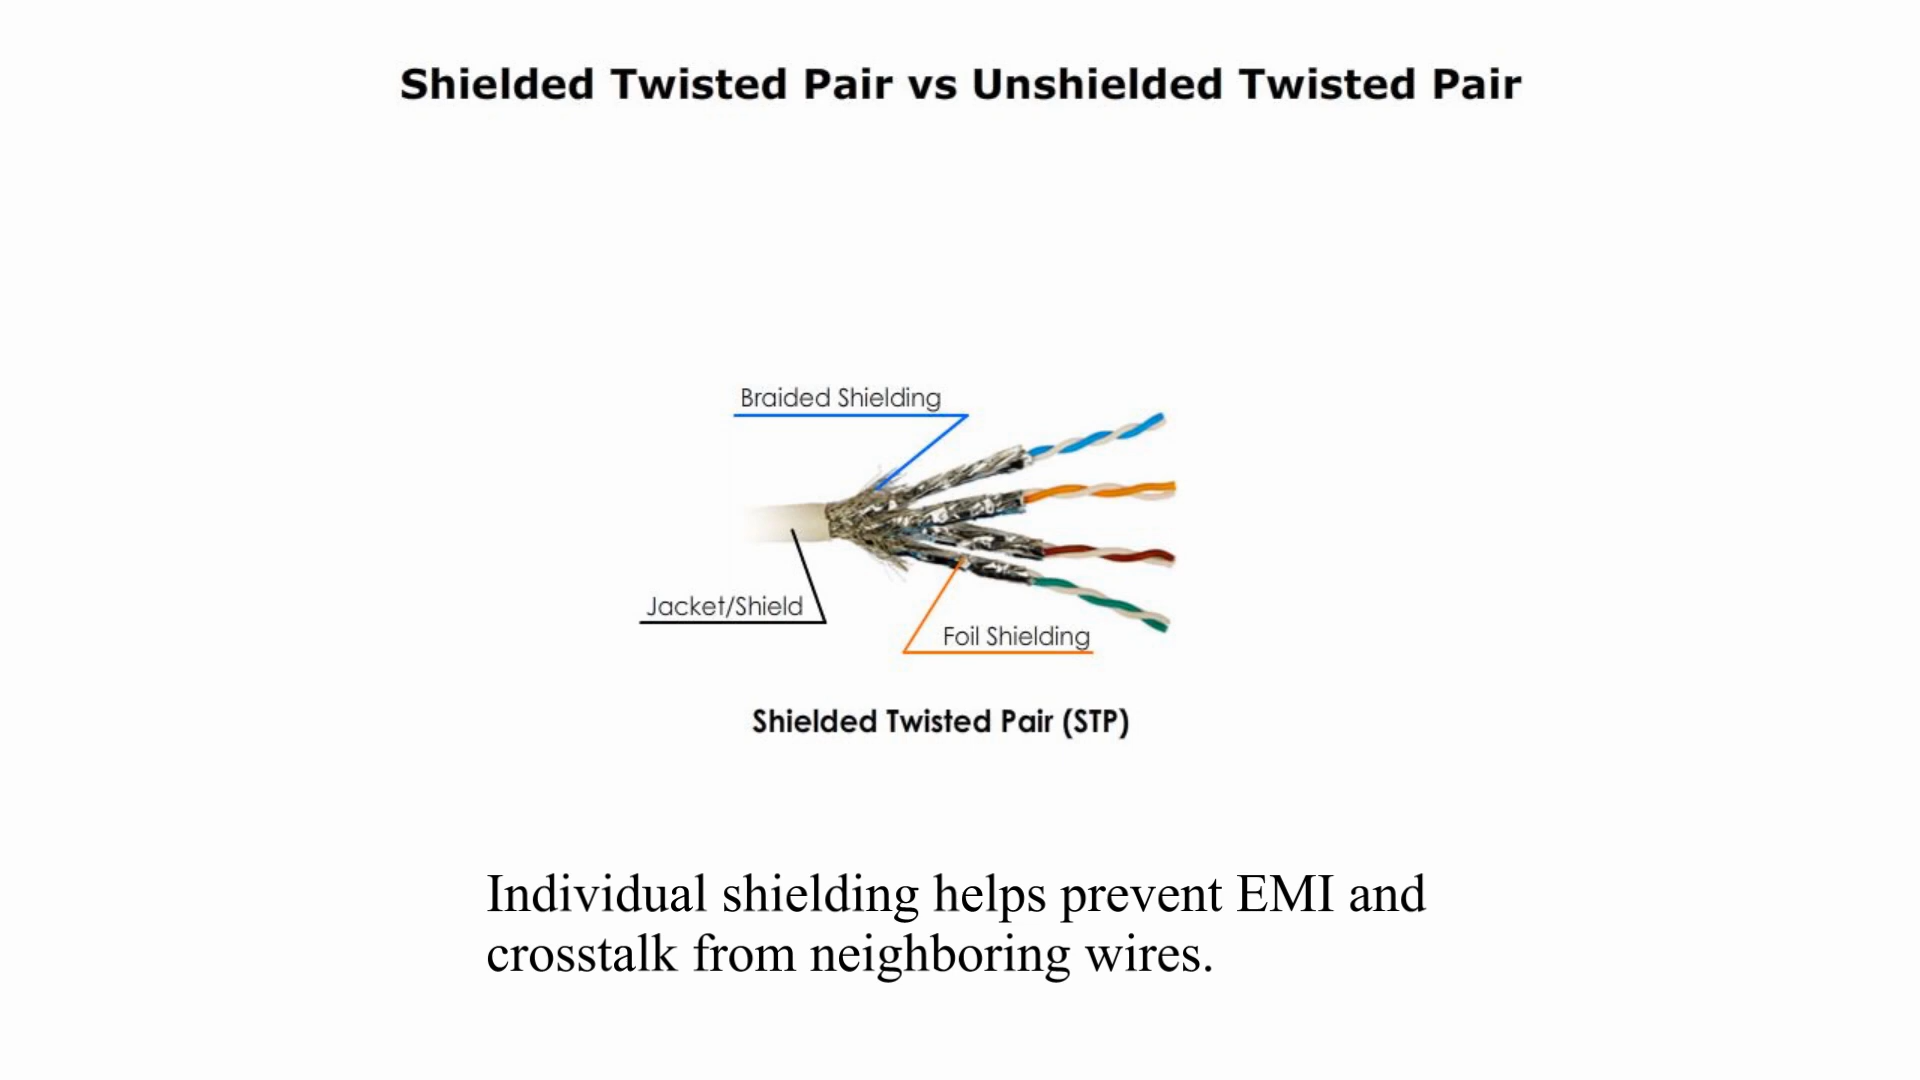 Shielded Twisted Pair vs Unshielded Twisted Pair
Braided Shielding
Jacket/Shield
Foil Shielding
Shielded Twisted Pair (STP)
Individual shielding helps prevent EMI and
crosstalk from neighboring wires.